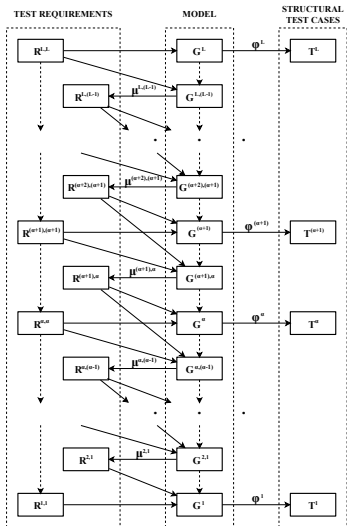 TEST REQUIREMENTS MODEL STRUCTURAL TEST CASES
R^{L,L} G^L φ^L T^L
R^{L,(L-1)} μ^{L,(L-1)} G^{L,(L-1)}
. . .
R^{(α+2),(α+1)} μ^{(α+2),(α+1)} G^{(α+2),(α+1)}
R^{(α+1),(α+1)} G^{(α+1)} φ^{(α+1)} T^{(α+1)}
R^{(α+1),α} μ^{(α+1),α} G^{(α+1),α}
R^{α,α} G^α φ^α T^α
R^{α,(α-1)} μ^{α,(α-1)} G^{α,(α-1)}
. . .
R^{2,1} μ^{2,1} G^{2,1}
R^{1,1} G^1 φ^1 T^1